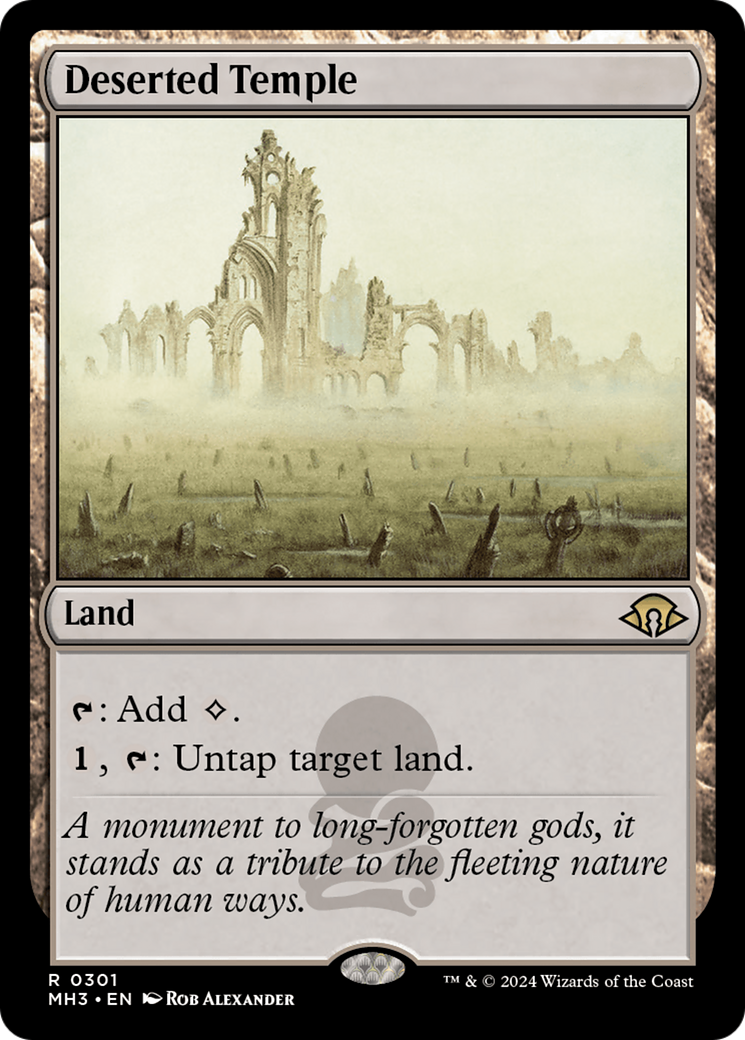 Deserted Temple
Land
: Add .
1 , : Untap target land.
A monument to long-forgotten gods, it
stands as a tribute to the fleeting nature
of human ways.
R 0301
MH3 • EN Rob Alexander
™ & © 2024 Wizards of the Coast